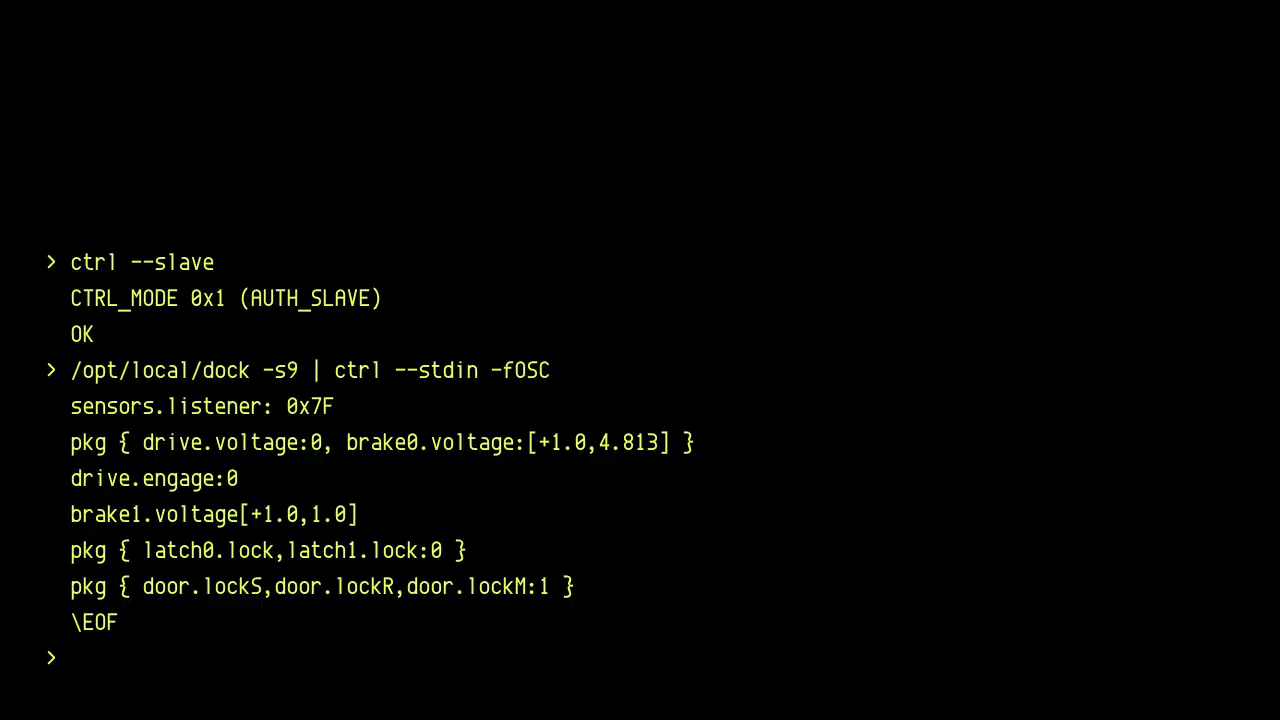 > ctrl --slave
CTRL_MODE 0x1 (AUTH_SLAVE)
OK
> /opt/local/dock -s9 | ctrl --stdin -fOSC
sensors.listener: 0x7F
pkg { drive.voltage:0, brake0.voltage:[+1.0,4.813] }
drive.engage:0
brake1.voltage[+1.0,1.0]
pkg { latch0.lock,latch1.lock:0 }
pkg { door.lockS,door.lockR,door.lockM:1 }
\EOF
>